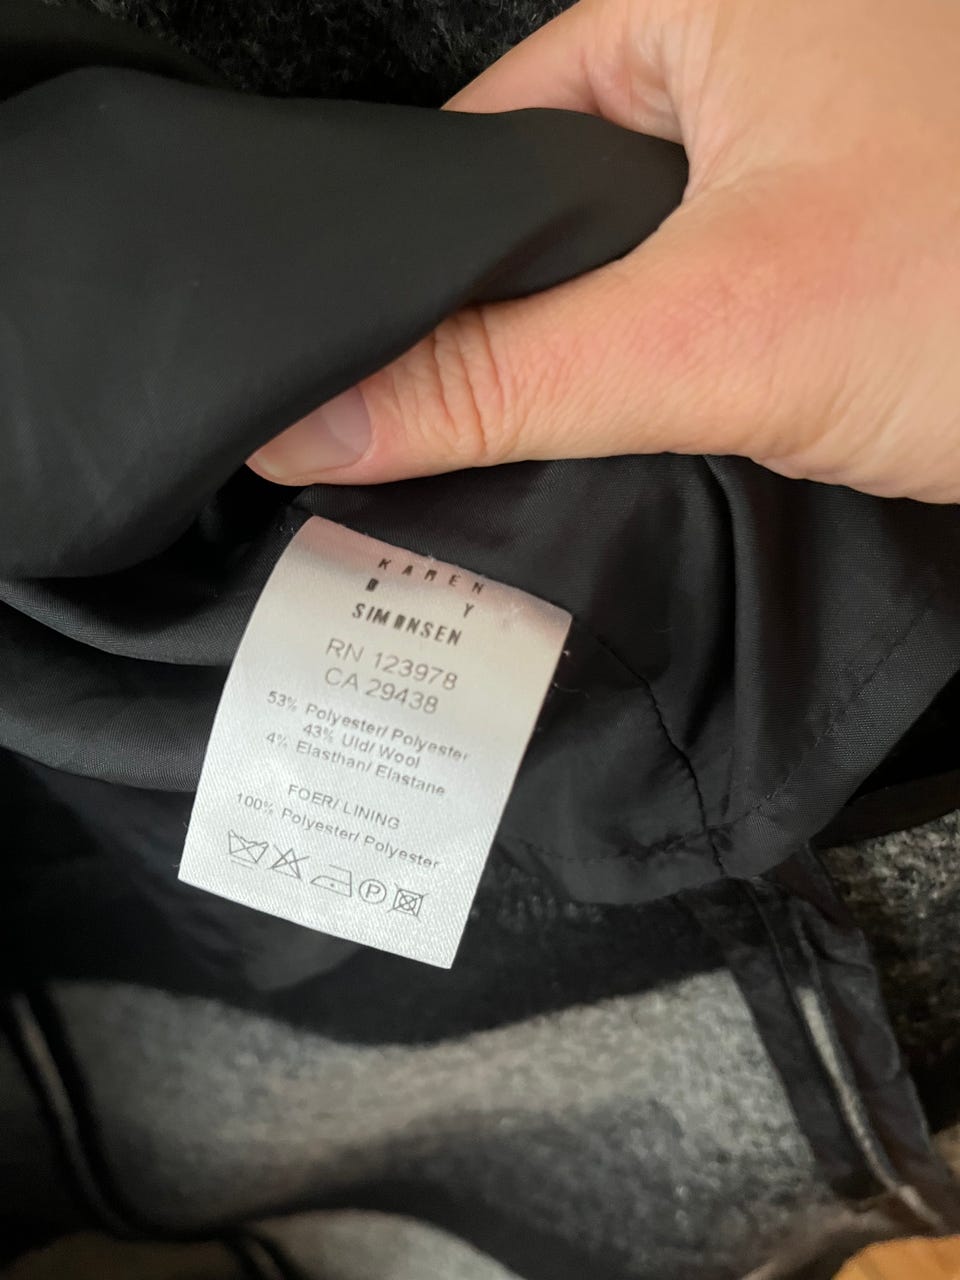 KAREN
B Y
SIMONSEN
RN 123978
CA 29438
53% Polyester/ Polyester
43% Uld/ Wool
4% Elasthan/ Elastane
FOER/ LINING
100% Polyester/ Polyester
P